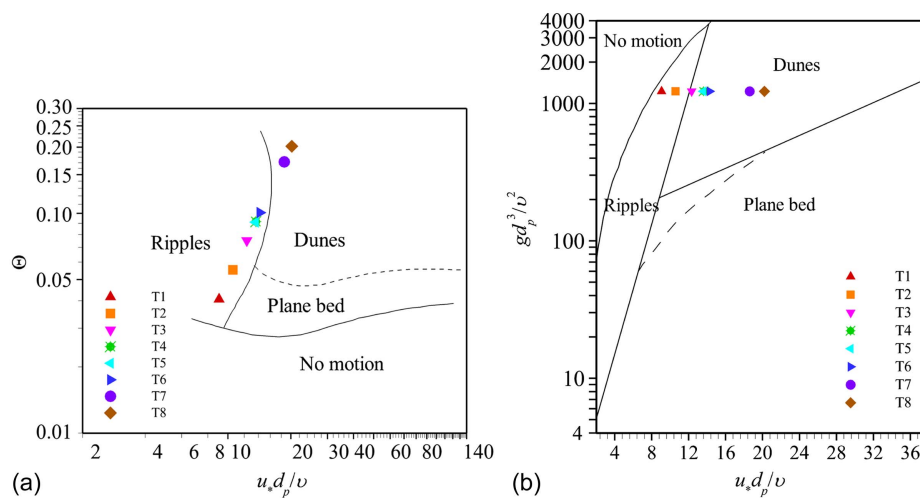 0.30
0.25
0.20
0.15
0.10
0.05
0.01
Θ
Ripples
Dunes
Plane bed
No motion
T1
T2
T3
T4
T5
T6
T7
T8
2 4 6 8 10 20 40 60 80 140
(a)
u*dp/υ
4000
2000
1000
100
10
4
gdp³/υ²
No motion
Dunes
Ripples
Plane bed
T1
T2
T3
T4
T5
T6
T7
T8
4 8 12 16 20 24 28 32 36
(b)
u*dp/υ